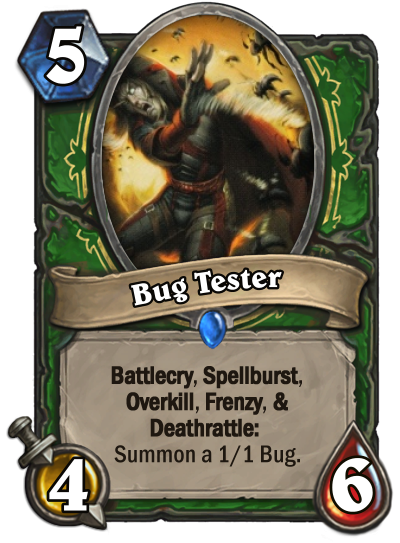 5
Bug Tester
Battlecry, Spellburst,
Overkill, Frenzy, &
Deathrattle:
Summon a 1/1 Bug.
4
6